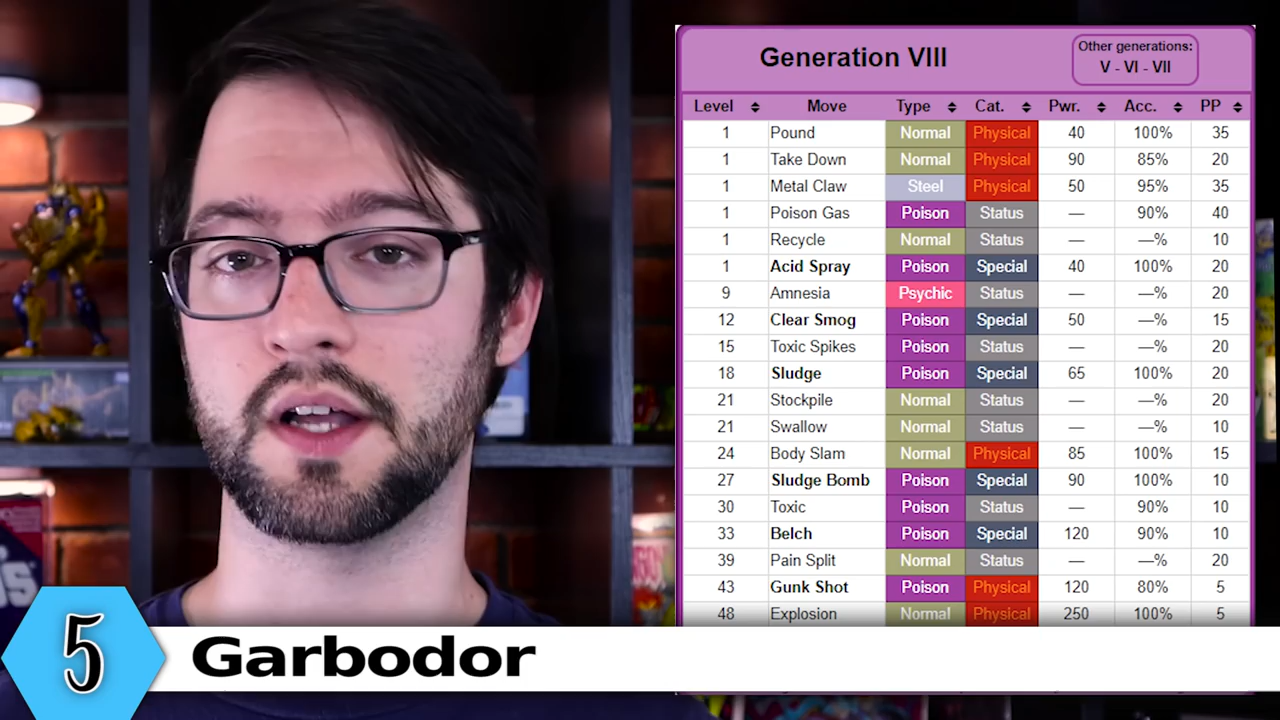 Generation VIII
Other generations:
V - VI - VII
Level Move Type Cat. Pwr. Acc. PP
1 Pound Normal Physical 40 100% 35
1 Take Down Normal Physical 90 85% 20
1 Metal Claw Steel Physical 50 95% 35
1 Poison Gas Poison Status — 90% 40
1 Recycle Normal Status — —% 10
1 Acid Spray Poison Special 40 100% 20
9 Amnesia Psychic Status — —% 20
12 Clear Smog Poison Special 50 —% 15
15 Toxic Spikes Poison Status — —% 20
18 Sludge Poison Special 65 100% 20
21 Stockpile Normal Status — —% 20
21 Swallow Normal Status — —% 10
24 Body Slam Normal Physical 85 100% 15
27 Sludge Bomb Poison Special 90 100% 10
30 Toxic Poison Status — 90% 10
33 Belch Poison Special 120 90% 10
39 Pain Split Normal Status — —% 20
43 Gunk Shot Poison Physical 120 80% 5
48 Explosion Normal Physical 250 100% 5
5 Garbodor